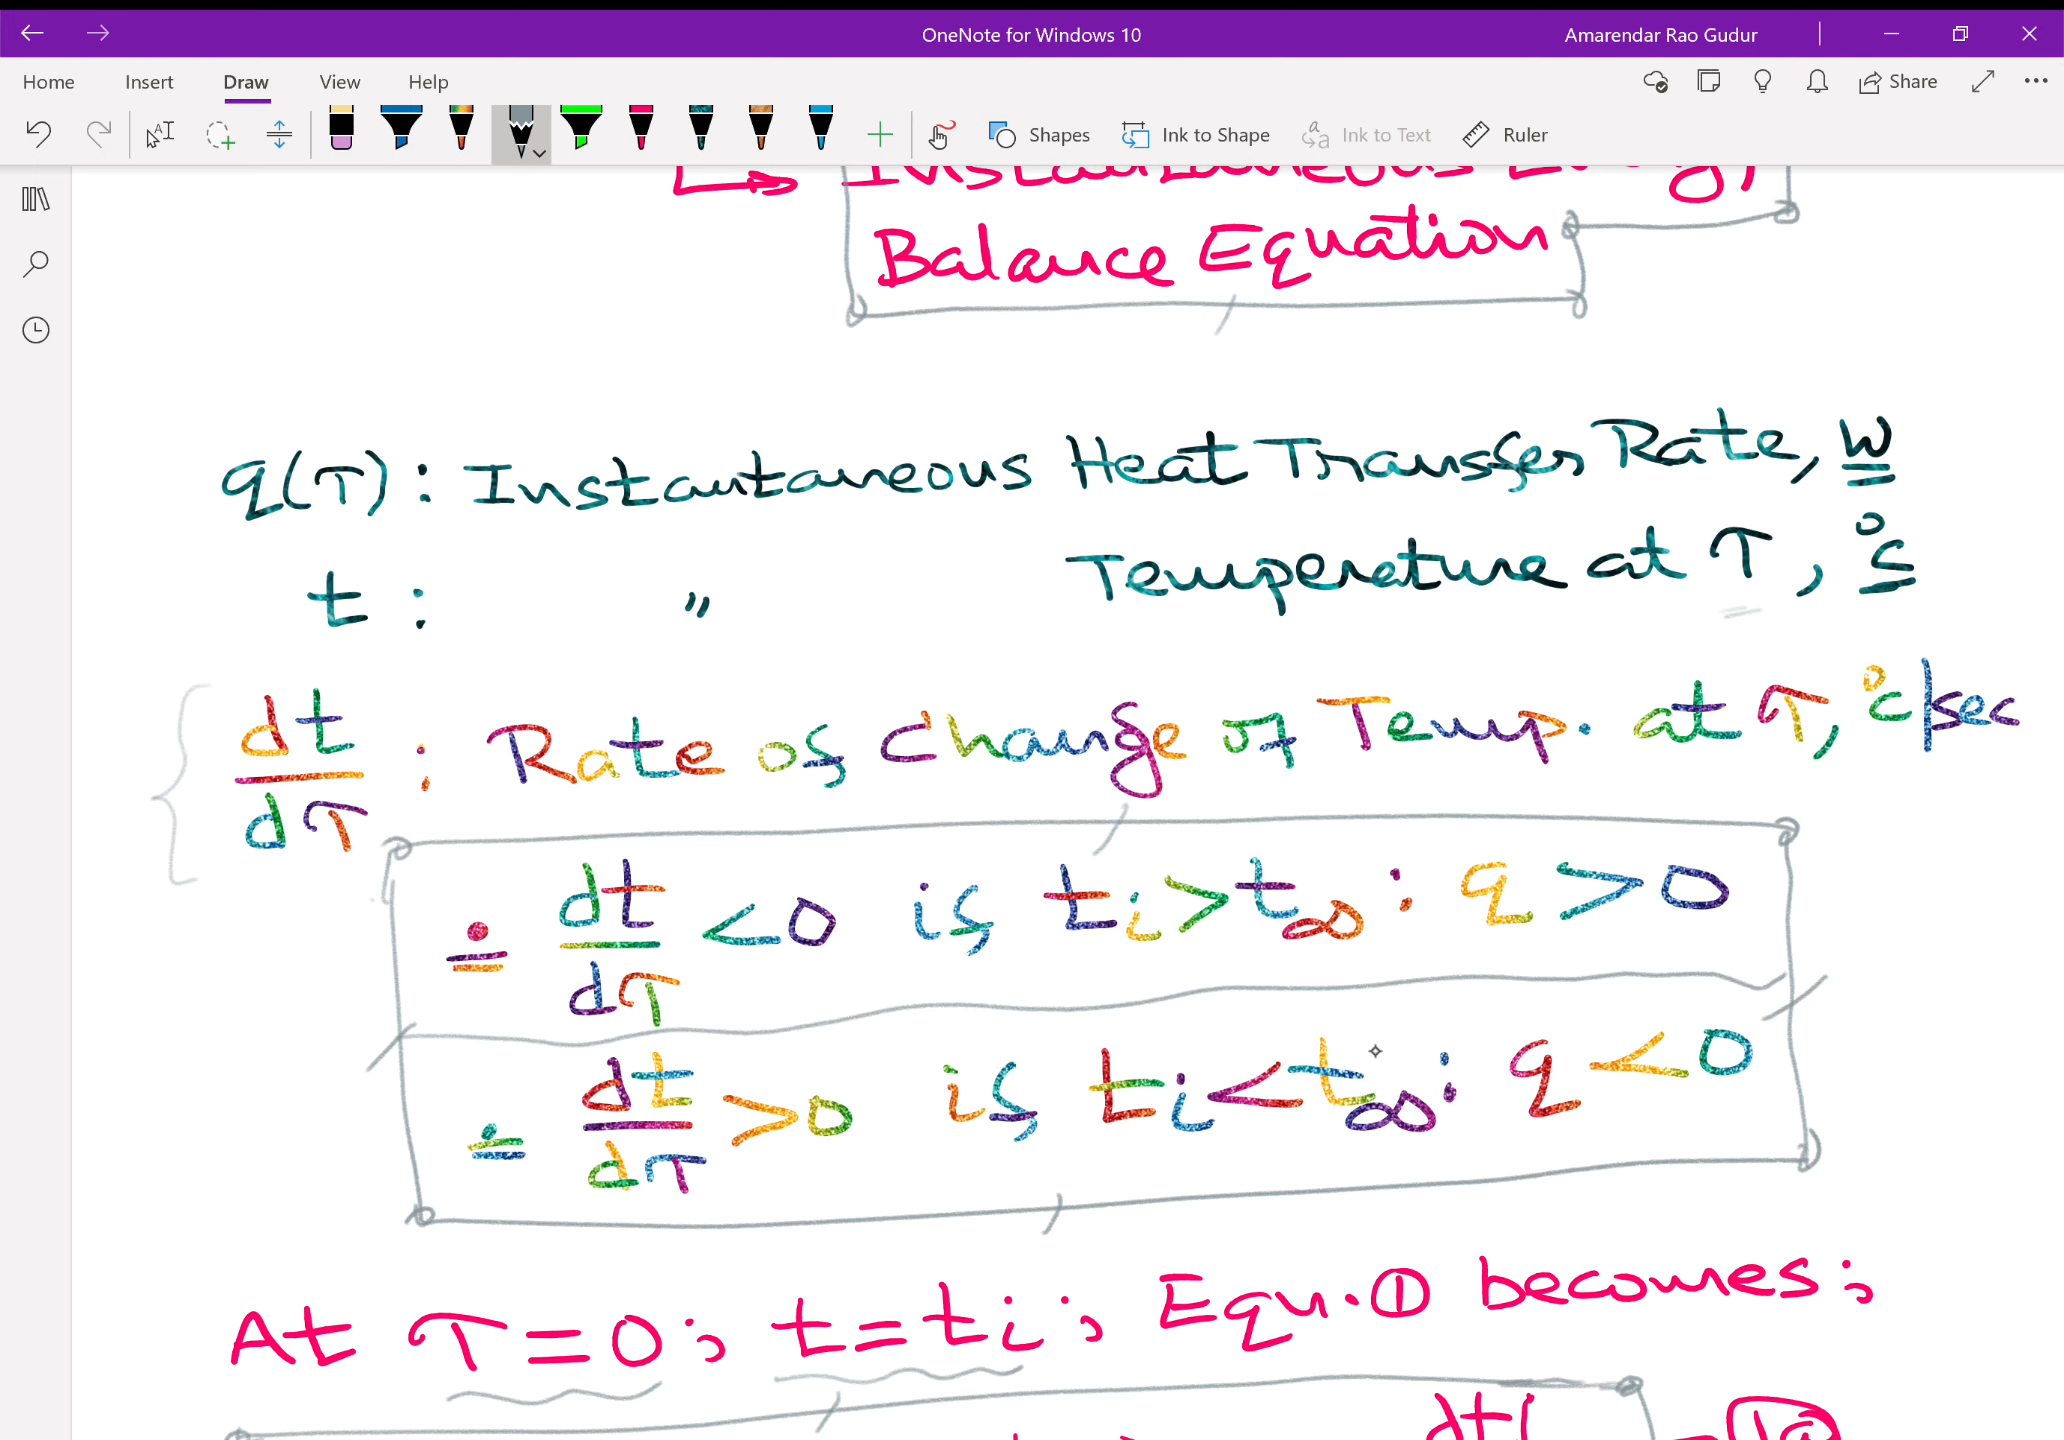 OneNote for Windows 10
Amarendar Rao Gudur
Home Insert Draw View Help
Share
Shapes Ink to Shape Ink to Text Ruler
Instantaneous
Balance Equation
q(τ) : Instantaneous Heat Transfer Rate, W
t : " Temperature at τ, °C
dt/dτ : Rate of Change of Temp. at τ, °C/sec
≐ dt/dτ < 0 if ti > t∞ : q > 0
≐ dt/dτ > 0 if ti < t∞ : q < 0
At τ = 0 ; t = ti ; Equ. ① becomes ;